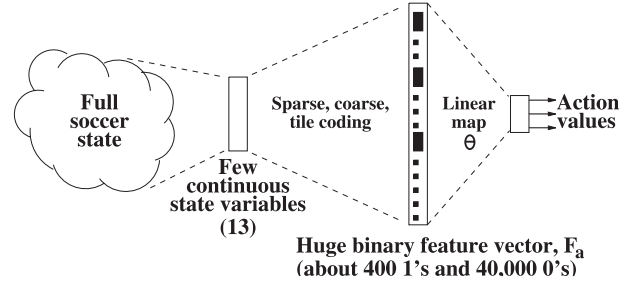 Full
soccer
state
Few
continuous
state variables
(13)
Sparse, coarse,
tile coding
Linear
map
θ
Action
values
Huge binary feature vector, Fa
(about 400 1's and 40,000 0's)